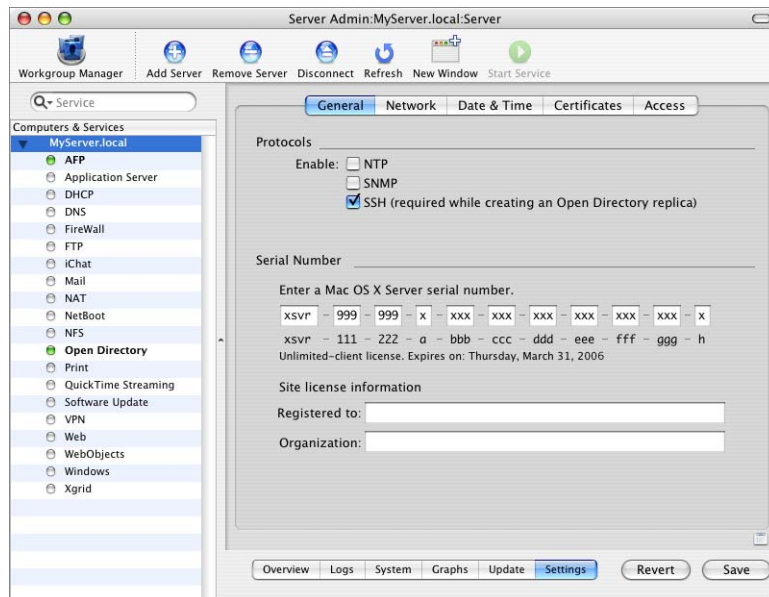 Server Admin:MyServer.local:Server
Workgroup Manager Add Server Remove Server Disconnect Refresh New Window Start Service
Service
General Network Date & Time Certificates Access
Computers & Services
MyServer.local
AFP
Application Server
DHCP
DNS
FireWall
FTP
iChat
Mail
NAT
NetBoot
NFS
Open Directory
Print
QuickTime Streaming
Software Update
VPN
Web
WebObjects
Windows
Xgrid
Protocols
Enable: NTP
SNMP
SSH (required while creating an Open Directory replica)
Serial Number
Enter a Mac OS X Server serial number.
xsvr - 999 - 999 - x - xxx - xxx - xxx - xxx - xxx - xxx - x
xsvr - 111 - 222 - a - bbb - ccc - ddd - eee - fff - ggg - h
Unlimited-client license. Expires on: Thursday, March 31, 2006
Site license information
Registered to:
Organization:
Overview Logs System Graphs Update Settings Revert Save